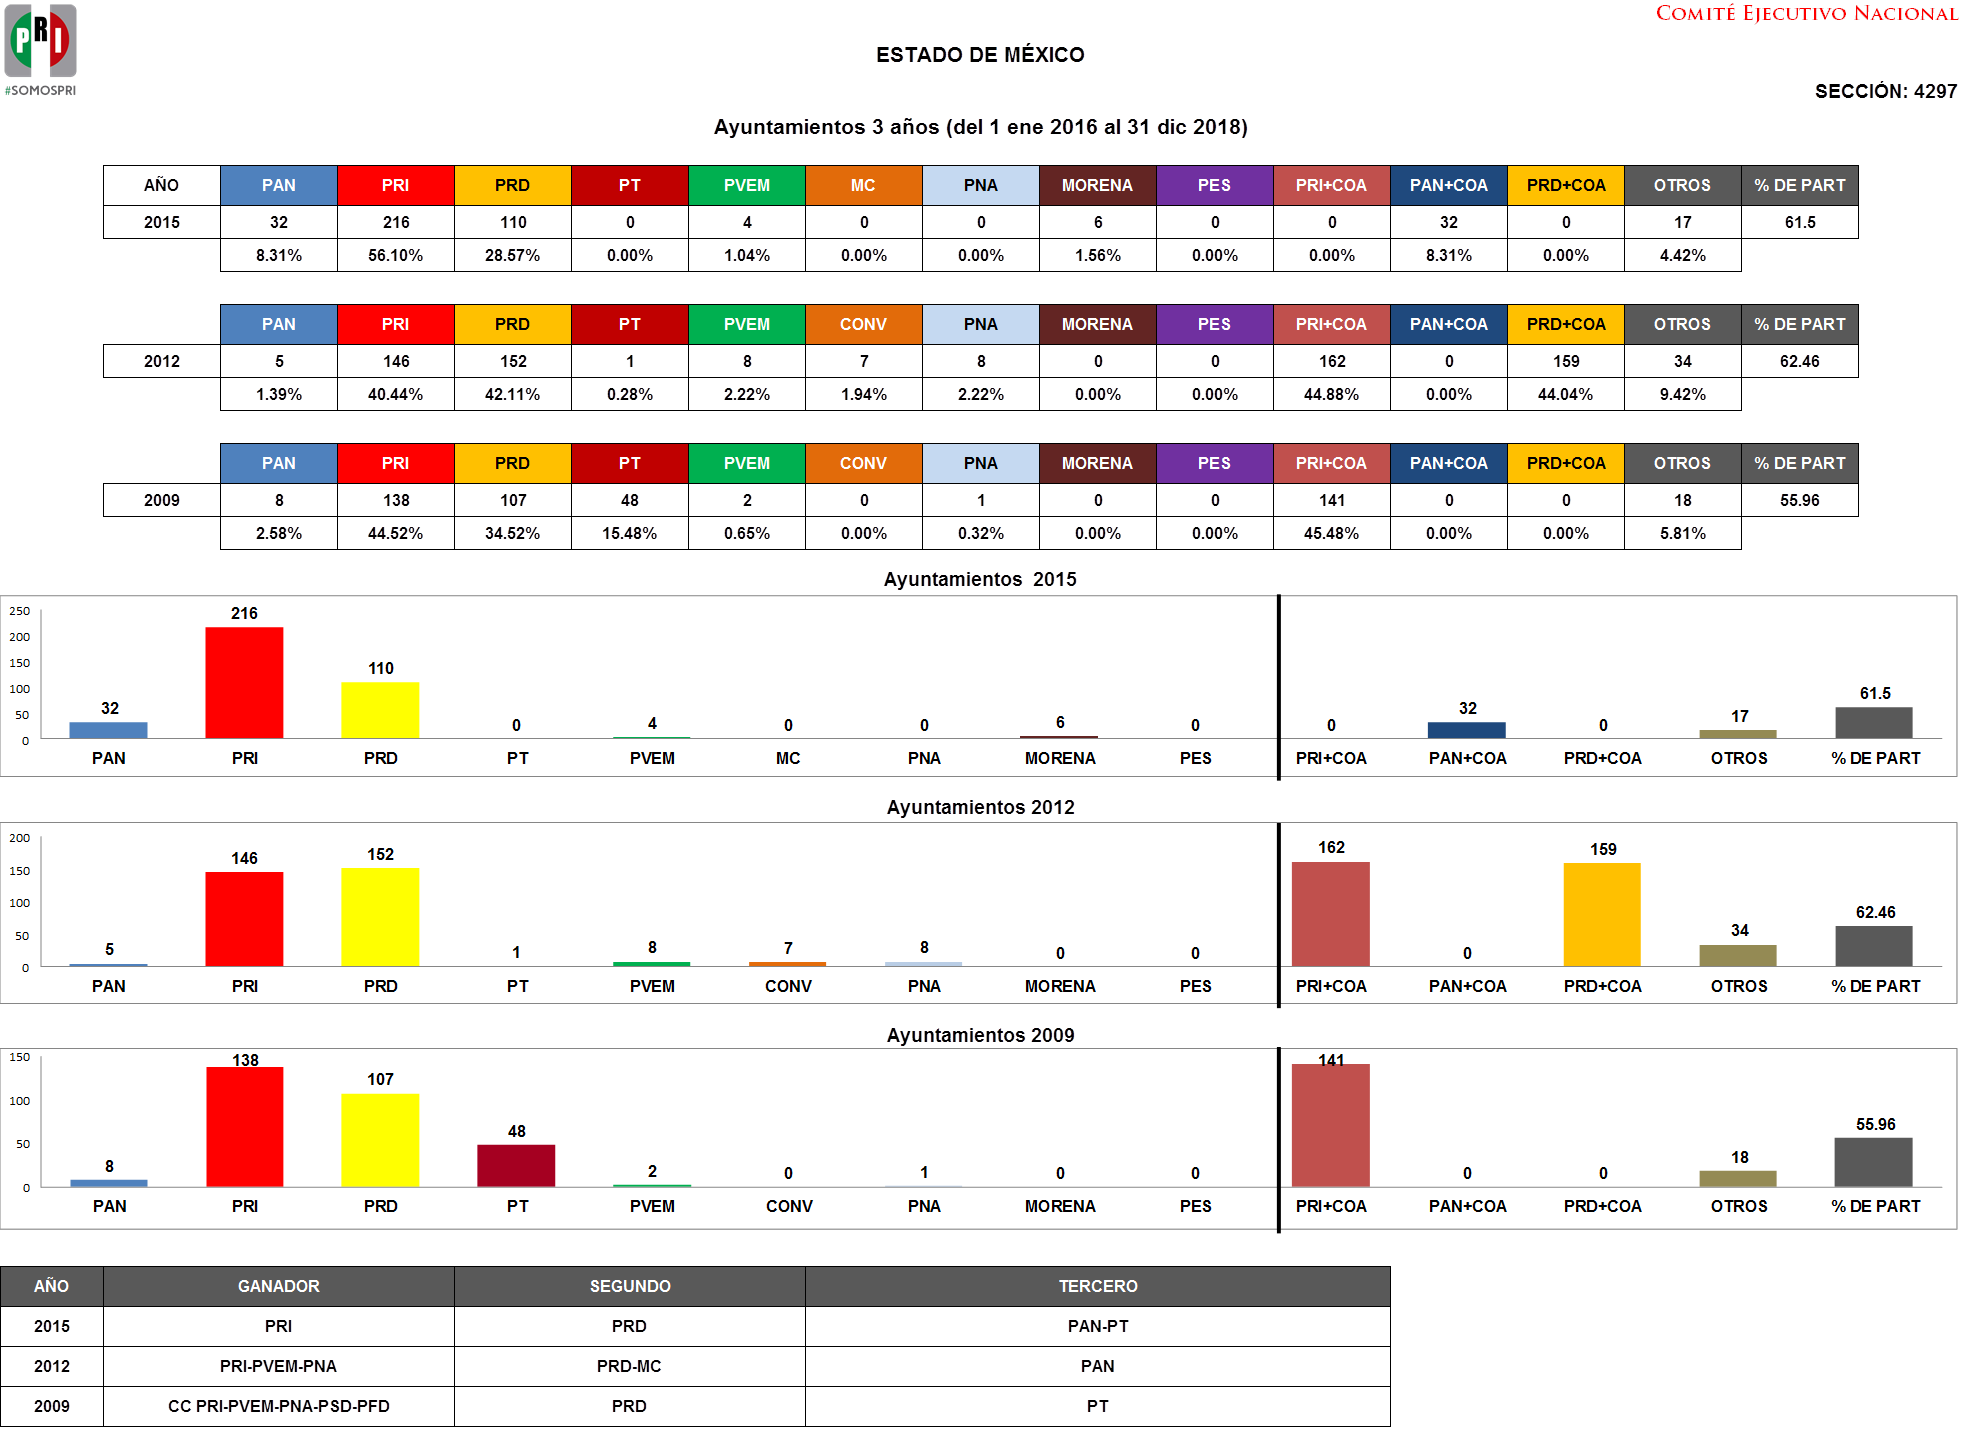 COMITÉ EJECUTIVO NACIONAL
PRI
#SOMOSPRI
ESTADO DE MÉXICO
SECCIÓN: 4297
Ayuntamientos 3 años (del 1 ene 2016 al 31 dic 2018)
AÑO PAN PRI PRD PT PVEM MC PNA MORENA PES PRI+COA PAN+COA PRD+COA OTROS % DE PART
2015 32 216 110 0 4 0 0 6 0 0 32 0 17 61.5
8.31% 56.10% 28.57% 0.00% 1.04% 0.00% 0.00% 1.56% 0.00% 0.00% 8.31% 0.00% 4.42%
PAN PRI PRD PT PVEM CONV PNA MORENA PES PRI+COA PAN+COA PRD+COA OTROS % DE PART
2012 5 146 152 1 8 7 8 0 0 162 0 159 34 62.46
1.39% 40.44% 42.11% 0.28% 2.22% 1.94% 2.22% 0.00% 0.00% 44.88% 0.00% 44.04% 9.42%
PAN PRI PRD PT PVEM CONV PNA MORENA PES PRI+COA PAN+COA PRD+COA OTROS % DE PART
2009 8 138 107 48 2 0 1 0 0 141 0 0 18 55.96
2.58% 44.52% 34.52% 15.48% 0.65% 0.00% 0.32% 0.00% 0.00% 45.48% 0.00% 0.00% 5.81%
Ayuntamientos 2015
250
200
150
100
50
0
32 216 110 0 4 0 0 6 0 0 32 0 17 61.5
PAN PRI PRD PT PVEM MC PNA MORENA PES PRI+COA PAN+COA PRD+COA OTROS % DE PART
Ayuntamientos 2012
200
150
100
50
0
5 146 152 1 8 7 8 0 0 162 0 159 34 62.46
PAN PRI PRD PT PVEM CONV PNA MORENA PES PRI+COA PAN+COA PRD+COA OTROS % DE PART
Ayuntamientos 2009
150
100
50
0
8 138 107 48 2 0 1 0 0 141 0 0 18 55.96
PAN PRI PRD PT PVEM CONV PNA MORENA PES PRI+COA PAN+COA PRD+COA OTROS % DE PART
AÑO GANADOR SEGUNDO TERCERO
2015 PRI PRD PAN-PT
2012 PRI-PVEM-PNA PRD-MC PAN
2009 CC PRI-PVEM-PNA-PSD-PFD PRD PT